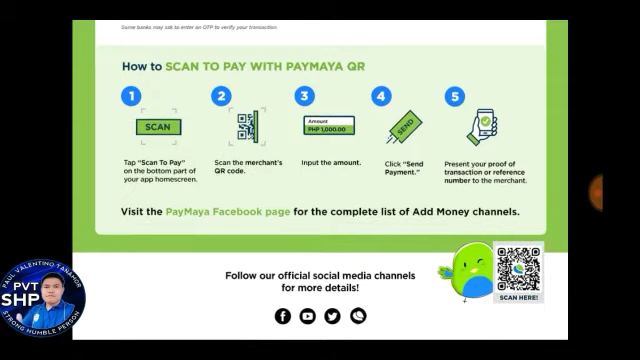 Some banks may ask to enter an OTP to verify your transaction.
How to SCAN TO PAY WITH PAYMAYA QR
1
2
3
4
5
SCAN
Amount
PHP 1,000.00
SEND
Tap "Scan To Pay"
on the bottom part of
your app homescreen.
Scan the merchant's
QR code.
Input the amount.
Click "Send
Payment."
Present your proof of
transaction or reference
number to the merchant.
Visit the PayMaya Facebook page for the complete list of Add Money channels.
Follow our official social media channels
for more details!
SCAN HERE!
PAUL VALENTINO TANAHOR
PVT
SHP
STRONG HUMBLE PERSON